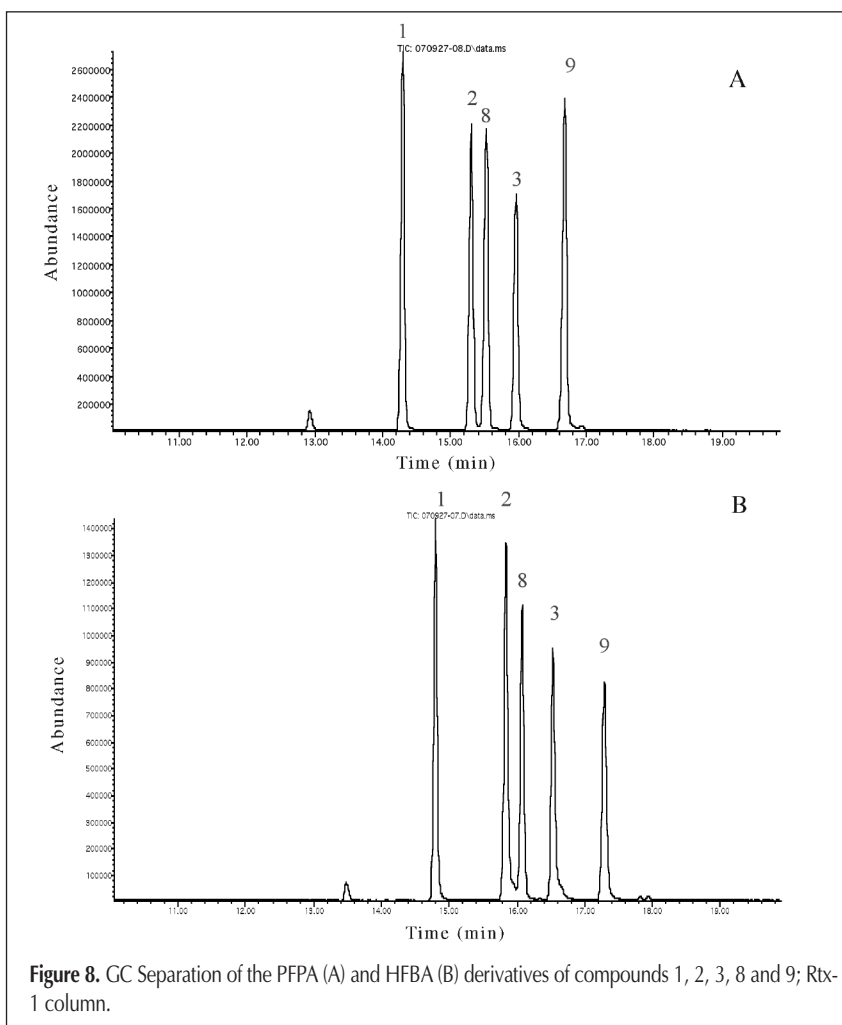 1
TIC: 070927-08.D\data.ms
9
A
2 8
3
2600000
2400000
2200000
2000000
1800000
1600000
1400000
1200000
1000000
800000
600000
400000
200000
Abundance
11.00 12.00 13.00 14.00 15.00 16.00 17.00 18.00 19.00
Time (min)
1 2 B
TIC: 070927-07.D\data.ms
8
3
9
1400000
1300000
1200000
1100000
1000000
900000
800000
700000
600000
500000
400000
300000
200000
100000
Abundance
11.00 12.00 13.00 14.00 15.00 16.00 17.00 18.00 19.00
Time (min)
Figure 8. GC Separation of the PFPA (A) and HFBA (B) derivatives of compounds 1, 2, 3, 8 and 9; Rtx-
1 column.